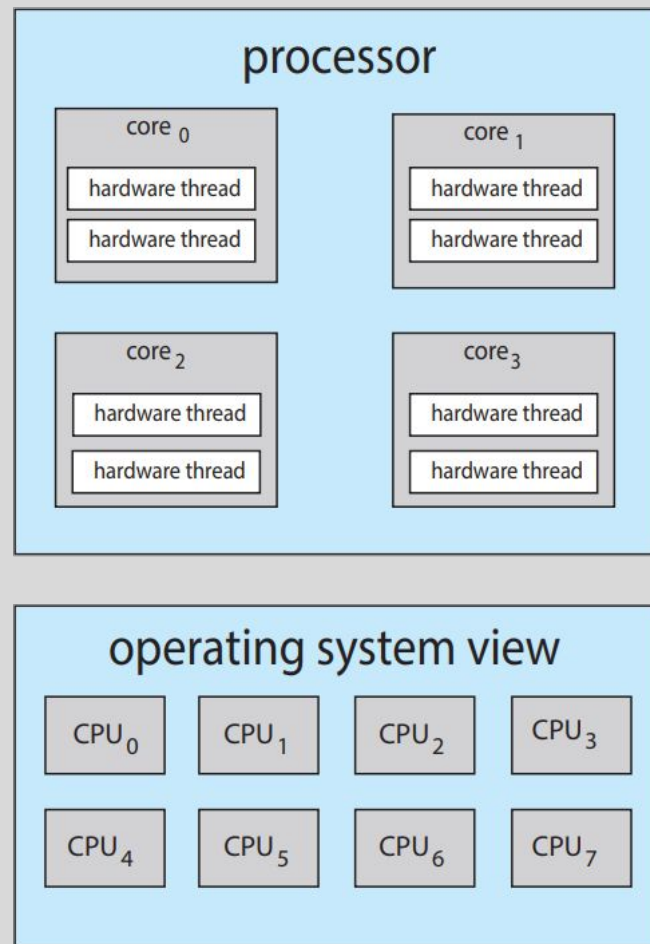 processor
core 0 core 1
hardware thread hardware thread
hardware thread hardware thread
core 2 core3
hardware thread hardware thread
hardware thread hardware thread
operating system view
CPU0 CPU1 CPU2 CPU3
CPU4 CPU5 CPU6 CPU7